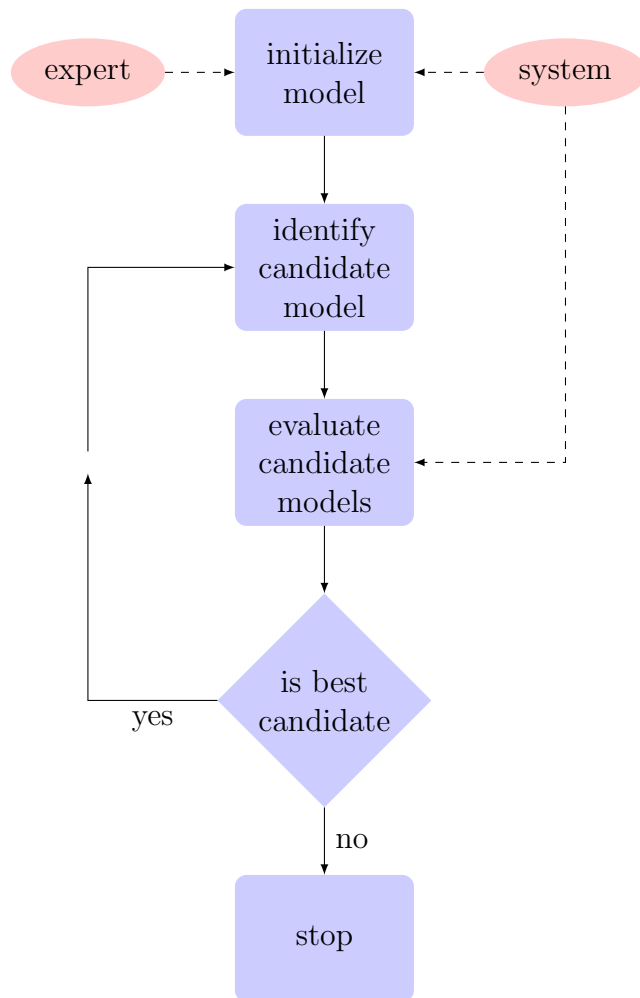 expert
initialize
model
system
identify
candidate
model
evaluate
candidate
models
is best
candidate
yes
no
stop